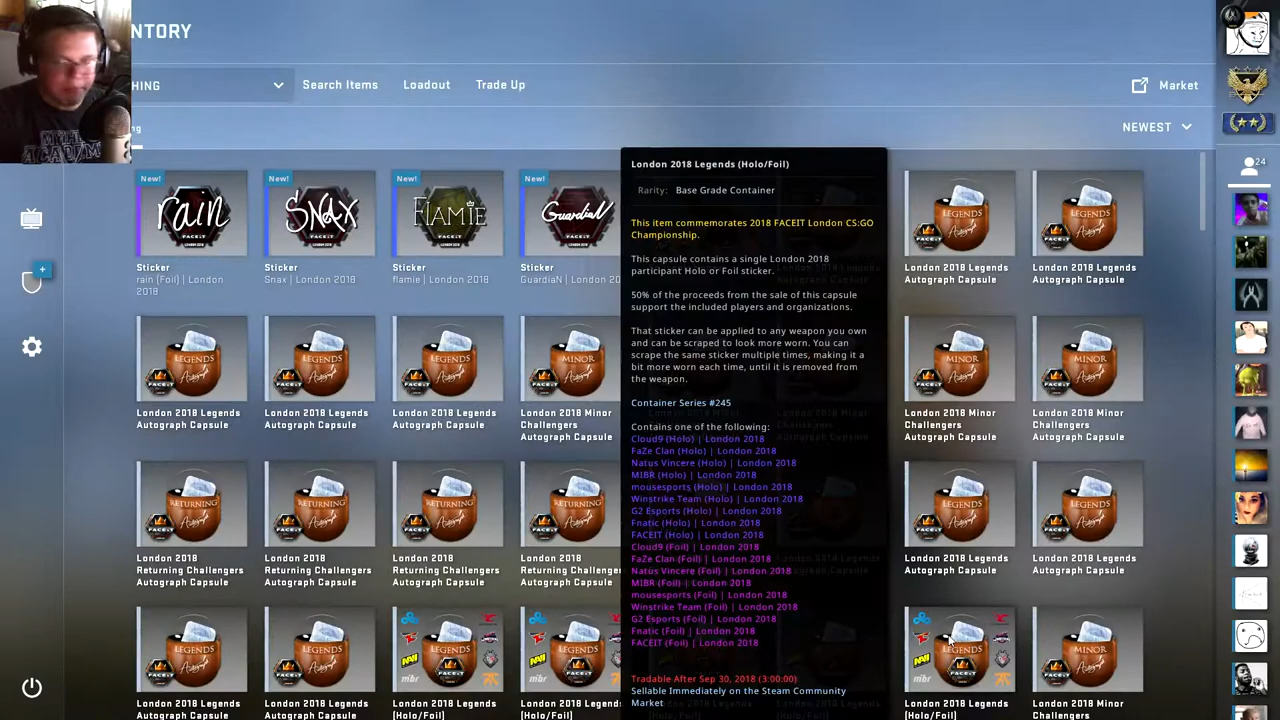 NTORY
HING
Search Items
Loadout
Trade Up
Market
ng
NEWEST
24
MYTHIC
ACADEMY
New!
New!
New!
New!
rain
SNAX
FLAMIE
GuardiaN
Sticker
rain (Foil) | London
2018
Sticker
Snax | London 2018
Sticker
flamie | London 2018
Sticker
GuardiaN | London 20
London 2018 Legends
Autograph Capsule
London 2018 Legends
Autograph Capsule
London 2018 Legends (Holo/Foil)
Rarity: Base Grade Container
This item commemorates 2018 FACEIT London CS:GO
Championship.
This capsule contains a single London 2018
participant Holo or Foil sticker.
50% of the proceeds from the sale of this capsule
support the included players and organizations.
That sticker can be applied to any weapon you own
and can be scraped to look more worn. You can
scrape the same sticker multiple times, making it a
bit more worn each time, until it is removed from
the weapon.
Container Series #245
Contains one of the following:
Cloud9 (Holo) | London 2018
FaZe Clan (Holo) | London 2018
Natus Vincere (Holo) | London 2018
MIBR (Holo) | London 2018
mousesports (Holo) | London 2018
Winstrike Team (Holo) | London 2018
G2 Esports (Holo) | London 2018
Fnatic (Holo) | London 2018
FACEIT (Holo) | London 2018
Cloud9 (Foil) | London 2018
FaZe Clan (Foil) | London 2018
Natus Vincere (Foil) | London 2018
MIBR (Foil) | London 2018
mousesports (Foil) | London 2018
Winstrike Team (Foil) | London 2018
G2 Esports (Foil) | London 2018
Fnatic (Foil) | London 2018
FACEIT (Foil) | London 2018
Tradable After Sep 30, 2018 (3:00:00)
Sellable Immediately on the Steam Community
Market
London 2018 Legends
Autograph Capsule
London 2018 Legends
Autograph Capsule
London 2018 Legends
Autograph Capsule
London 2018 Minor
Challengers
Autograph Capsule
London 2018 Minor
Challengers
Autograph Capsule
London 2018 Minor
Challengers
Autograph Capsule
London 2018
Returning Challengers
Autograph Capsule
London 2018
Returning Challengers
Autograph Capsule
London 2018
Returning Challengers
Autograph Capsule
London 2018
Returning Challengers
Autograph Capsule
London 2018 Legends
Autograph Capsule
London 2018 Legends
Autograph Capsule
London 2018 Legends
Autograph Capsule
London 2018 Legends
Autograph Capsule
London 2018 Legends
(Holo/Foil)
London 2018 Legends
(Holo/Foil)
London 2018 Legends
(Holo/Foil)
London 2018 Minor
Challengers